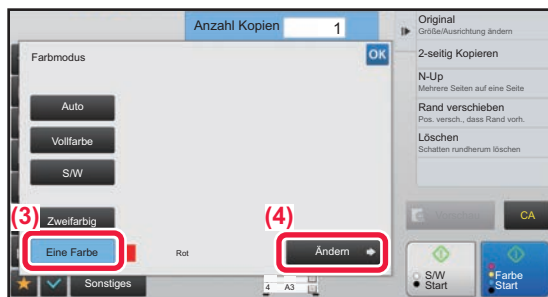 Anzahl Kopien 1
Original
Größe/Ausrichtung ändern
Farbmodus
OK
2-seitig Kopieren
N-Up
Mehrere Seiten auf eine Seite
Auto
Rand verschieben
Pos. versch., dass Rand vorh.
Vollfarbe
Löschen
Schatten rundherum löschen
S/W
(3)
(4)
Zweifarbig
CA
Eine Farbe
Rot
Ändern
S/W
Start
Farbe
Start
Sonstiges
4 A3